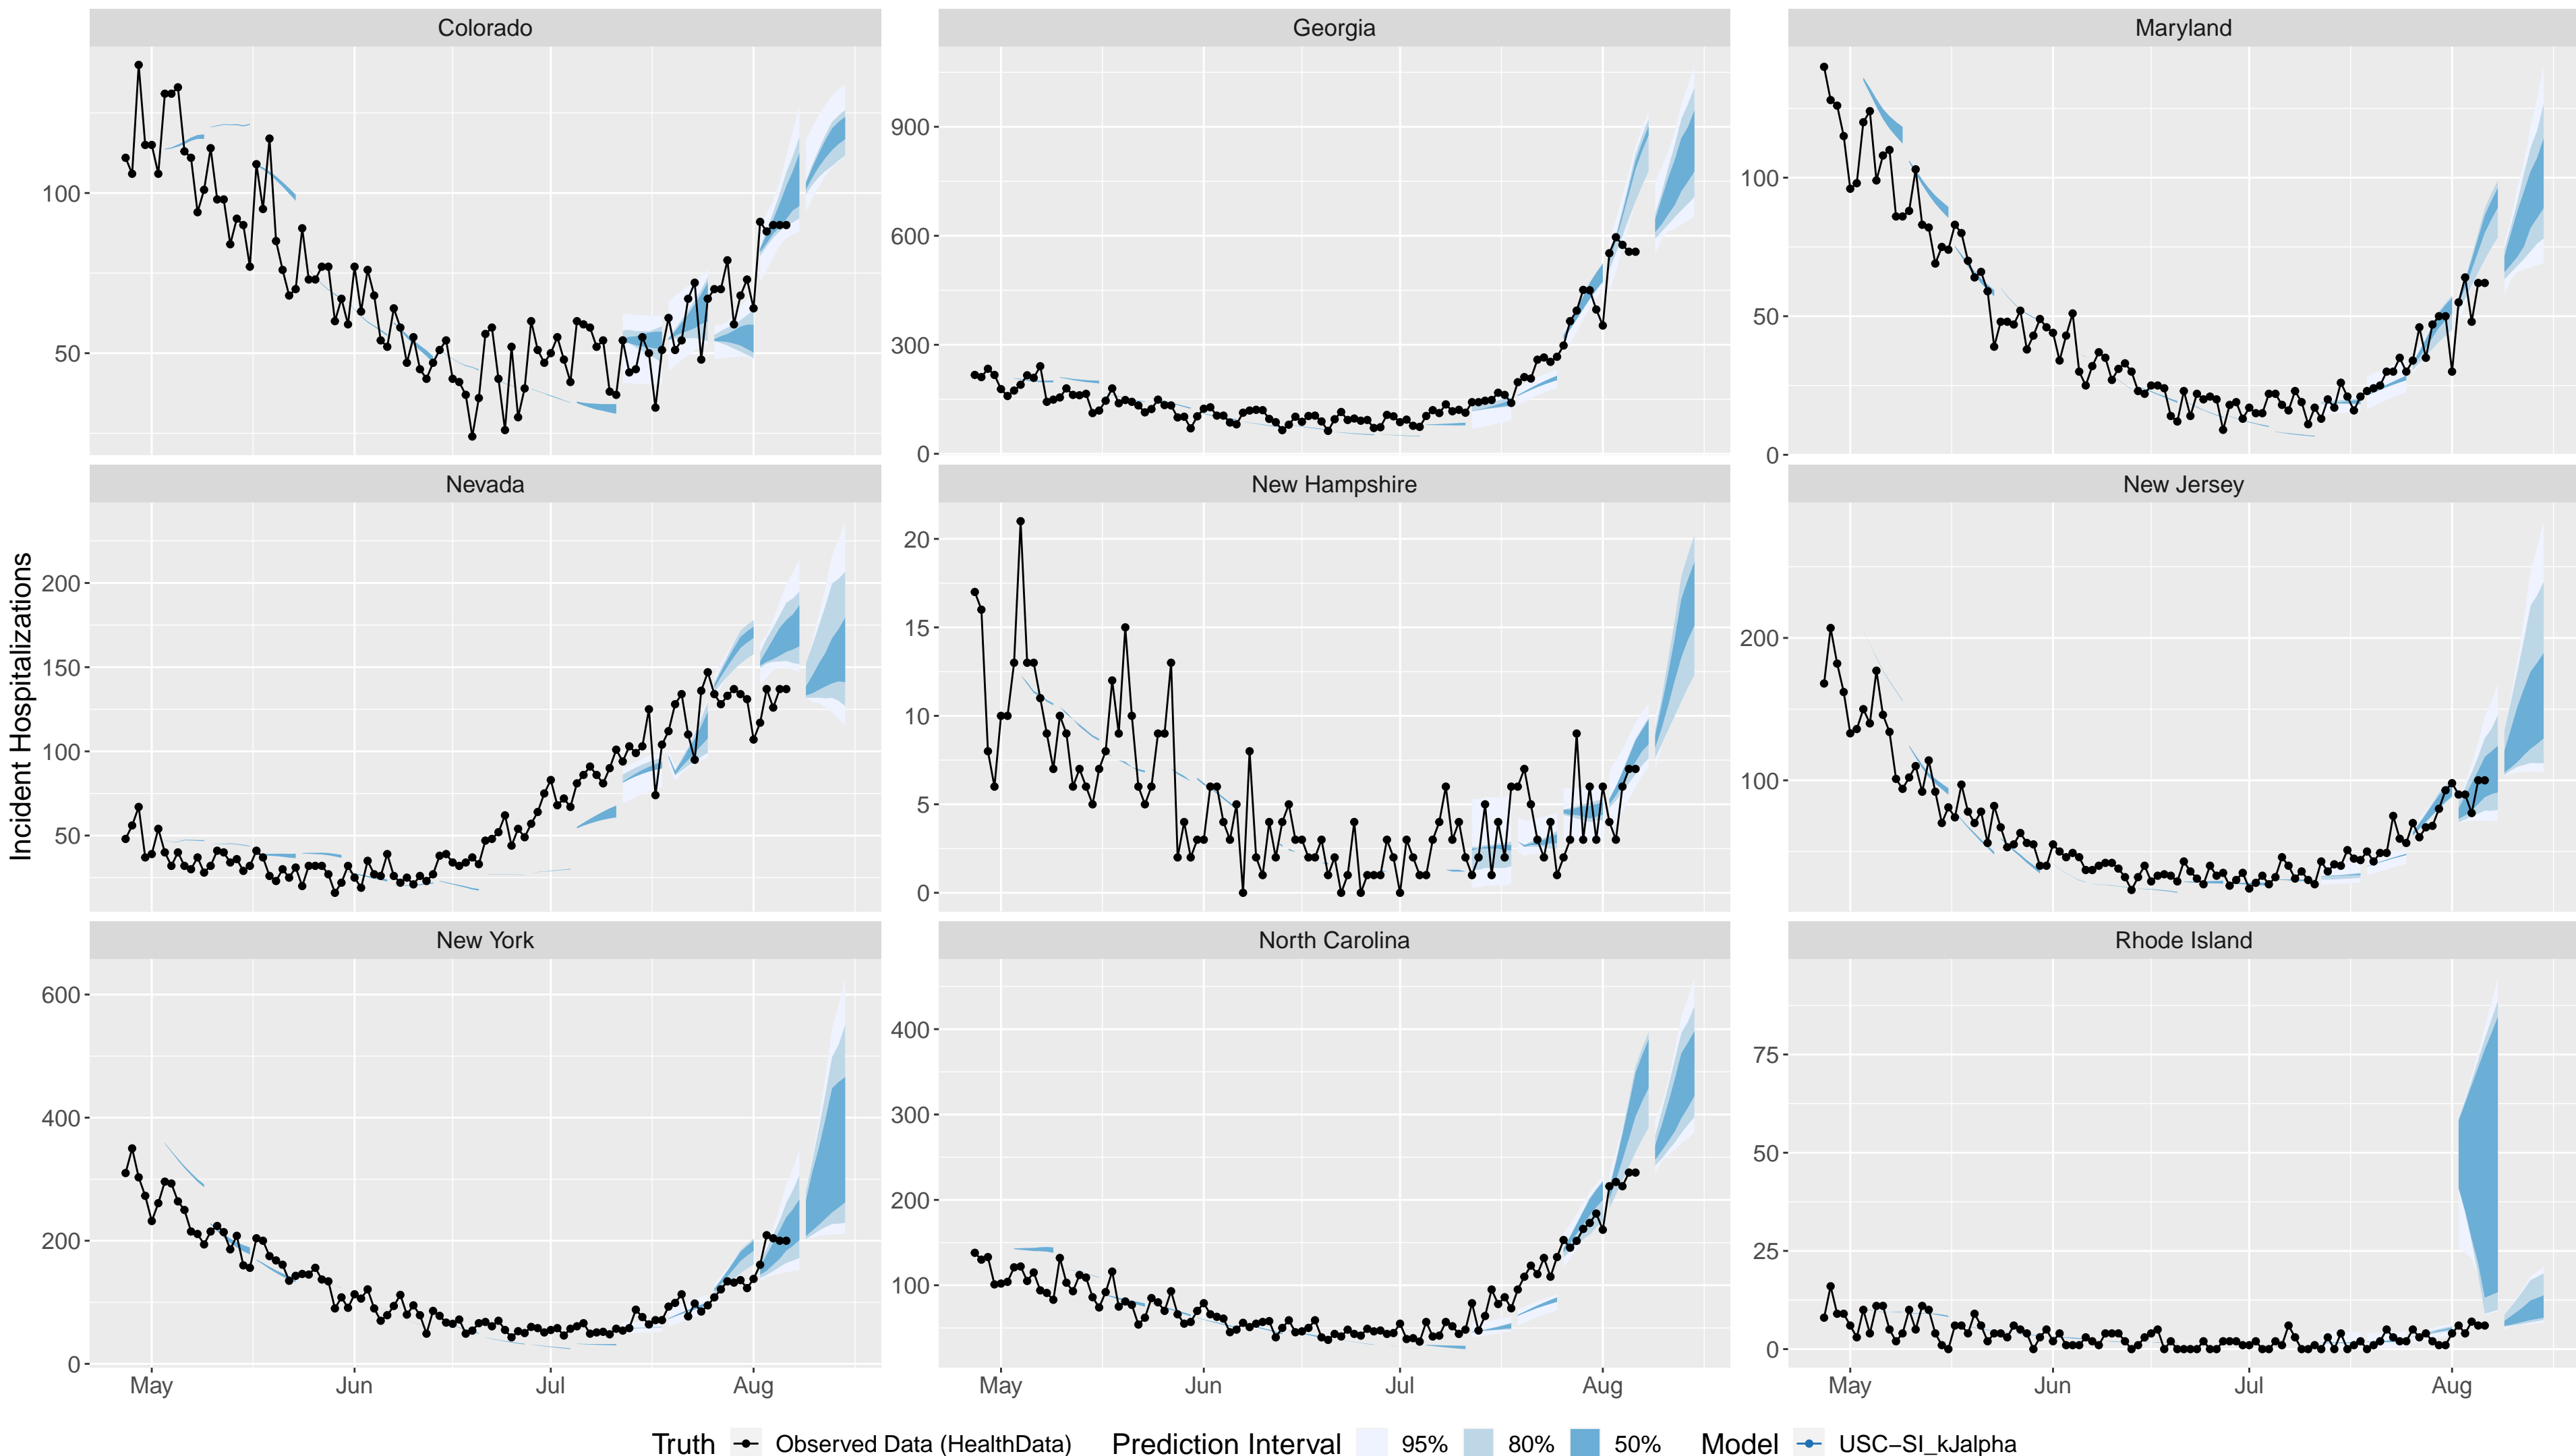 Colorado
Georgia
Maryland
100
50
900
600
300
0
100
50
0
Nevada
New Hampshire
New Jersey
Incident Hospitalizations
200
150
100
50
20
15
10
5
0
200
100
New York
North Carolina
Rhode Island
600
400
200
0
400
300
200
100
75
50
25
0
May Jun Jul Aug May Jun Jul Aug May Jun Jul Aug
Truth Observed Data (HealthData) Prediction Interval 95% 80% 50% Model USC−SI_kJalpha